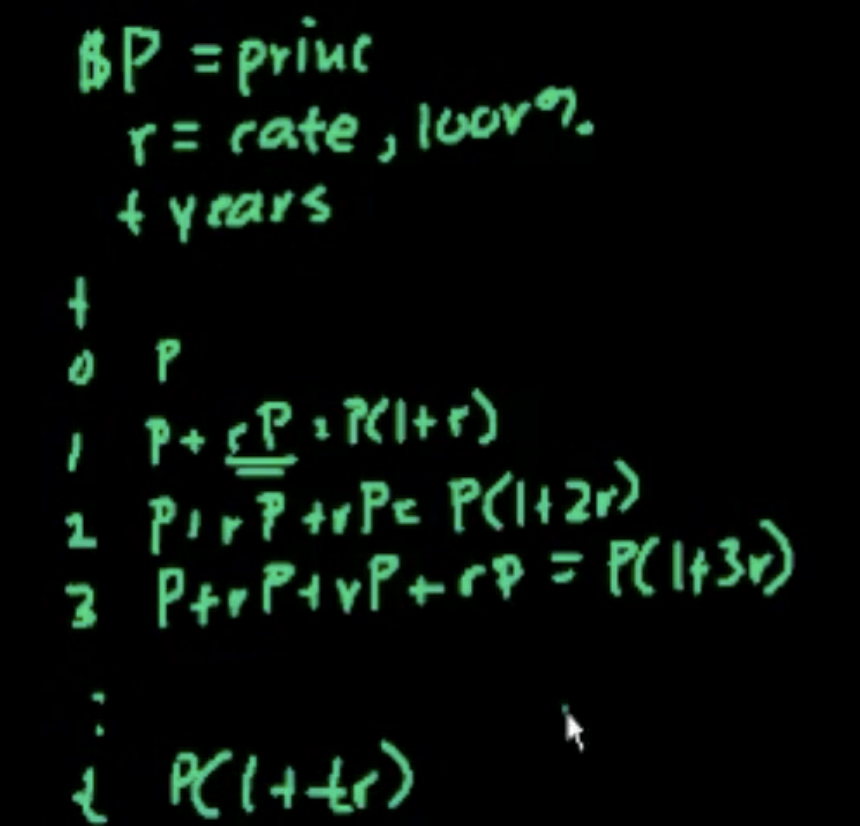 $P = princ
r = rate, 100r%.
t years
t
0 P
1 P + rP = P(1+r)
2 P + rP + rP = P(1+2r)
3 P + rP + rP + rP = P(1+3r)
:
t P(1+tr)